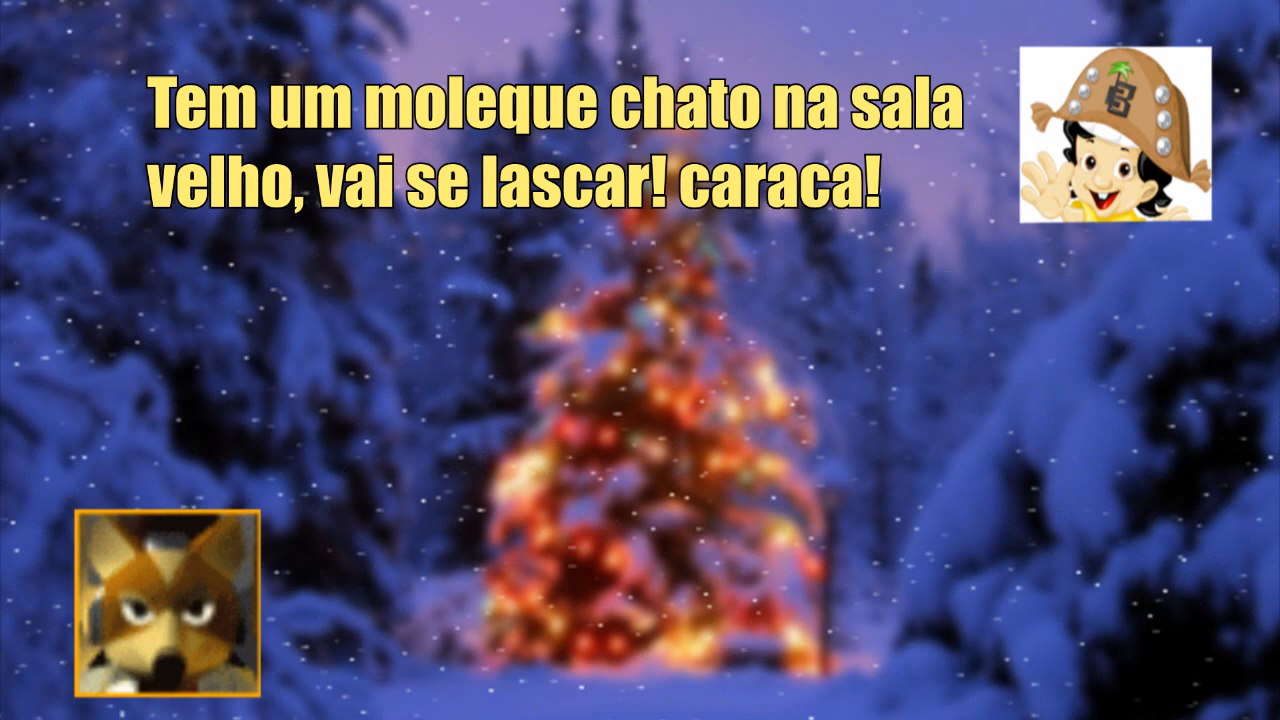 Tem um moleque chato na sala
velho, vai se lascar! caraca!